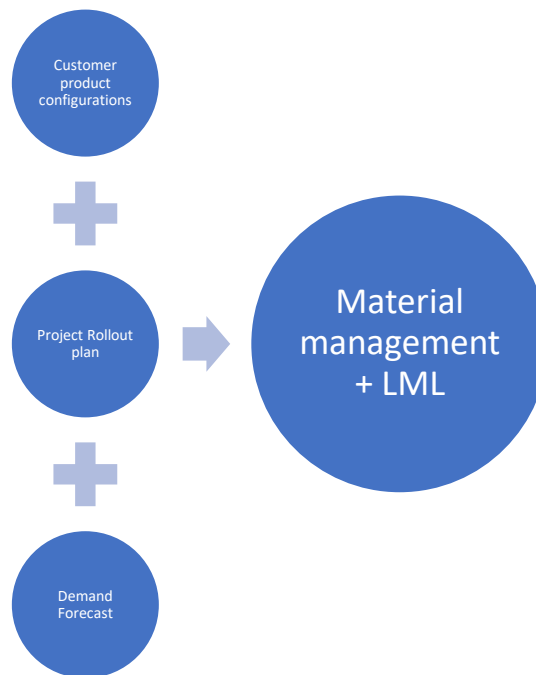 Customer
product
configurations
Project Rollout
plan
Material
management
+ LML
Demand
Forecast